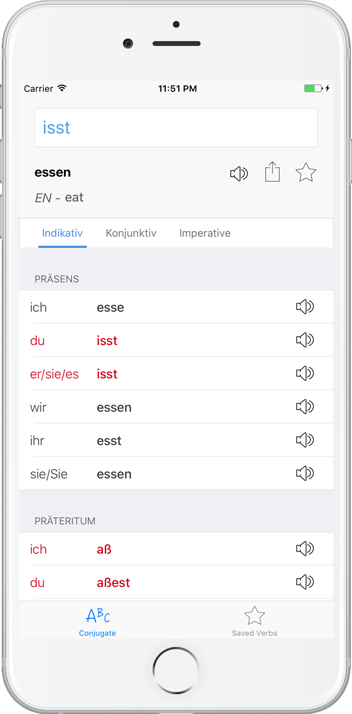 Carrier 11:51 PM
isst
essen
EN - eat
Indikativ Konjunktiv Imperative
PRÄSENS
ich esse
du isst
er/sie/es isst
wir essen
ihr esst
sie/Sie essen
PRÄTERITUM
ich aß
du aßest
ABC
Conjugate Saved Verbs